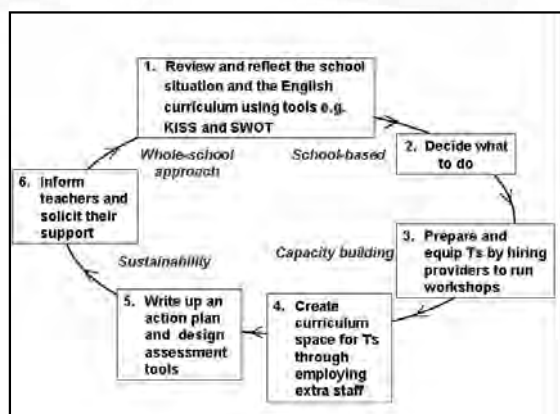 1. Review and reflect the school
situation and the English
curriculum using tools e.g.
KISS and SWOT
Whole-school
approach
School-based
2. Decide what
to do
6. Inform
teachers and
solicit their
support
3. Prepare and
equip Ts by hiring
providers to run
workshops
Sustainability
Capacity building
5. Write up an
action plan
and design
assessment
tools
4. Create
curriculum
space for Ts
through
employing
extra staff